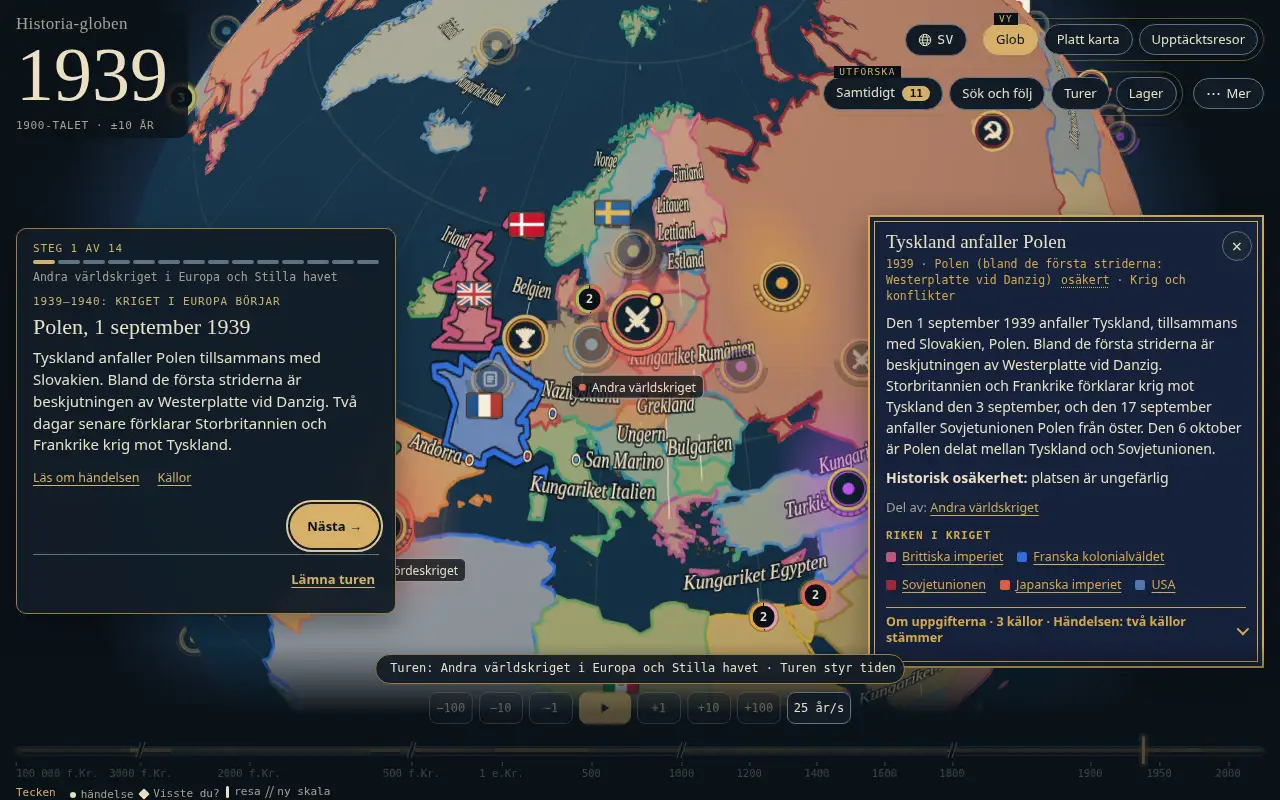 Historia-globen
1939
1900-TALET · ±10 ÅR
SV
VY
Glob
Platt karta
Upptäcktsresor
UTFORSKA
Samtidigt 11
Sök och följ
Turer
Lager
··· Mer
STEG 1 AV 14
Andra världskriget i Europa och Stilla havet
1939–1940: KRIGET I EUROPA BÖRJAR
Polen, 1 september 1939
Tyskland anfaller Polen tillsammans med
Slovakien. Bland de första striderna är
beskjutningen av Westerplatte vid Danzig. Två
dagar senare förklarar Storbritannien och
Frankrike krig mot Tyskland.
Läs om händelsen Källor
Nästa →
Lämna turen
Kungariket Island
Norge
Finland
Litauen
Lettland
Estland
Irland
Belgien
2
Kungariket Rumänien
Andra världskriget
Grekland
Ungern
Bulgarien
Andorra
San Marino
Kungariket Italien
Kungariket Egypten
2
2
Tyskland anfaller Polen
×
1939 · Polen (bland de första striderna:
Westerplatte vid Danzig) osäkert · Krig och
konflikter
Den 1 september 1939 anfaller Tyskland, tillsammans
med Slovakien, Polen. Bland de första striderna är
beskjutningen av Westerplatte vid Danzig.
Storbritannien och Frankrike förklarar krig mot
Tyskland den 3 september, och den 17 september
anfaller Sovjetunionen Polen från öster. Den 6 oktober
är Polen delat mellan Tyskland och Sovjetunionen.
Historisk osäkerhet: platsen är ungefärlig
Del av: Andra världskriget
RIKEN I KRIGET
Brittiska imperiet Franska kolonialväldet
Sovjetunionen Japanska imperiet USA
Om uppgifterna · 3 källor · Händelsen: två källor
stämmer
Turen: Andra världskriget i Europa och Stilla havet · Turen styr tiden
−100 −10 −1 +1 +10 +100 25 år/s
100 000 f.Kr. 3000 f.Kr. 2000 f.Kr. 500 f.Kr. 1 e.Kr. 500 1000 1200 1400 1600 1800 1900 1950 2000
Tecken händelse Visste du? resa // ny skala